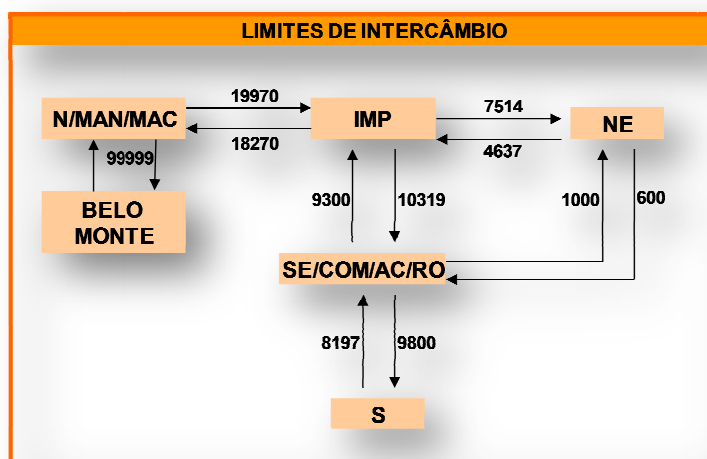 LIMITES DE INTERCÂMBIO
19970
N/MAN/MAC
IMP
7514
NE
18270
4637
99999
BELO
MONTE
9300
10319
1000
600
SE/COM/AC/RO
8197
9800
S